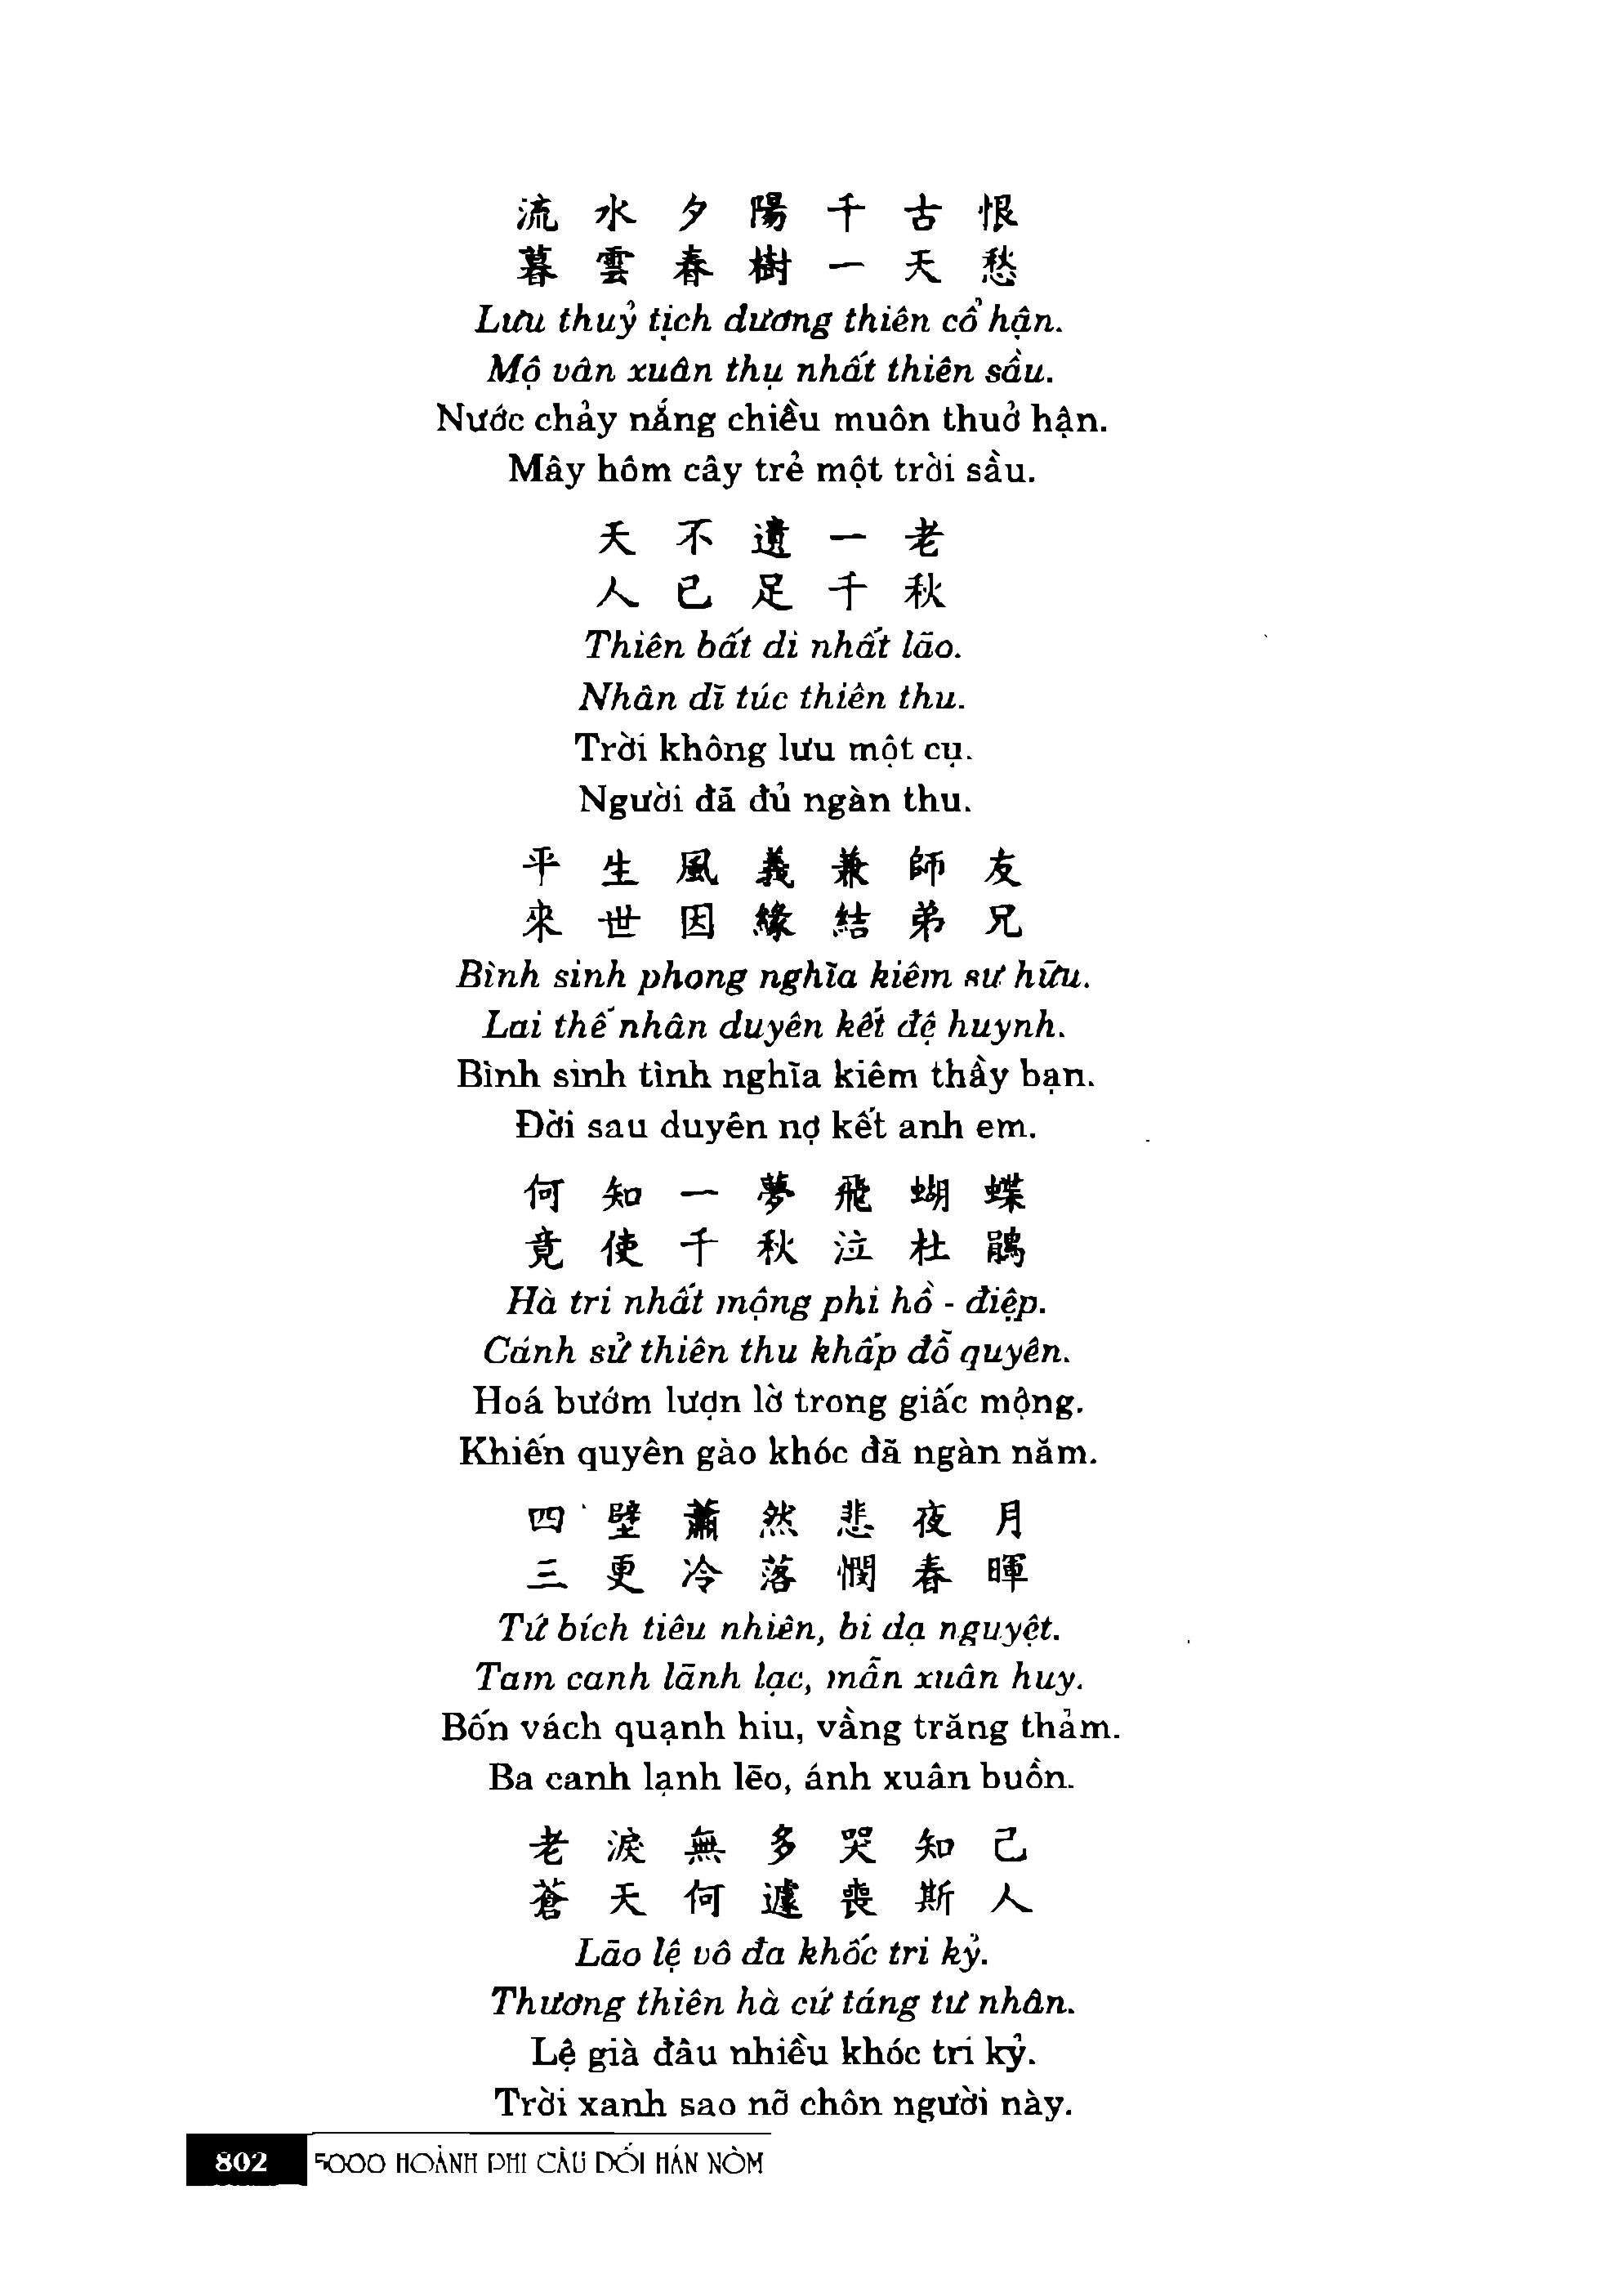 流水夕陽千古恨
暮雲春樹一天愁
Lưu thuỷ tịch dương thiên cổ hận.
Mộ vân xuân thụ nhất thiên sầu.
Nước chảy nắng chiều muôn thuở hận.
Mây hôm cây trẻ một trời sầu.
天不遺一老
人已足千秋
Thiên bất di nhất lão.
Nhân dĩ túc thiên thu.
Trời không lưu một cụ.
Người đã đủ ngàn thu.
平生風義兼師友
來世因緣結弟兄
Bình sinh phong nghĩa kiêm sư hữu.
Lai thế nhân duyên kết đệ huynh.
Bình sinh tình nghĩa kiêm thầy bạn.
Đời sau duyên nợ kết anh em.
何知一夢飛蝴蝶
竟使千秋泣杜鵑
Hà tri nhất mộng phi hồ - điệp.
Cánh sử thiên thu khấp đỗ quyên.
Hoá bướm lượn lờ trong giấc mộng.
Khiến quyên gào khóc đã ngàn năm.
四壁蕭然悲夜月
三更冷落憫春暉
Tứ bích tiêu nhiên, bi dạ nguyệt.
Tam canh lãnh lạc, mẫn xuân huy.
Bốn vách quạnh hiu, vầng trăng thảm.
Ba canh lạnh lẽo, ánh xuân buồn.
老淚無多哭知己
蒼天何遽喪斯人
Lão lệ vô đa khốc tri kỷ.
Thương thiên hà cứ táng tư nhân.
Lệ già đâu nhiều khóc tri kỷ.
Trời xanh sao nỡ chôn người này.
802 5000 HOÀNH PHI CÂU ĐỐI HÁN NÔM